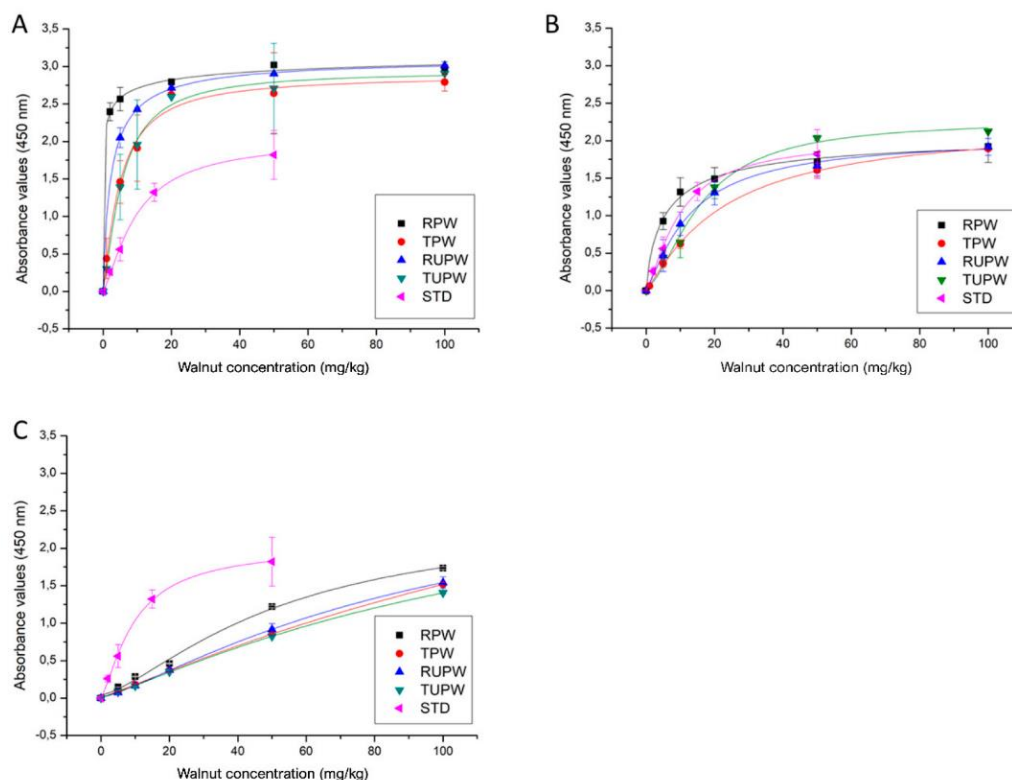 A
Absorbance values (450 nm)
3,5
3,0
2,5
2,0
1,5
1,0
0,5
0,0
-0,5
0 20 40 60 80 100
Walnut concentration (mg/kg)
RPW
TPW
RUPW
TUPW
STD
B
Absorbance values (450 nm)
3,5
3,0
2,5
2,0
1,5
1,0
0,5
0,0
-0,5
0 20 40 60 80 100
Walnut concentration (mg/kg)
RPW
TPW
RUPW
TUPW
STD
C
Absorbance values (450 nm)
3,5
3,0
2,5
2,0
1,5
1,0
0,5
0,0
-0,5
0 20 40 60 80 100
Walnut concentration (mg/kg)
RPW
TPW
RUPW
TUPW
STD